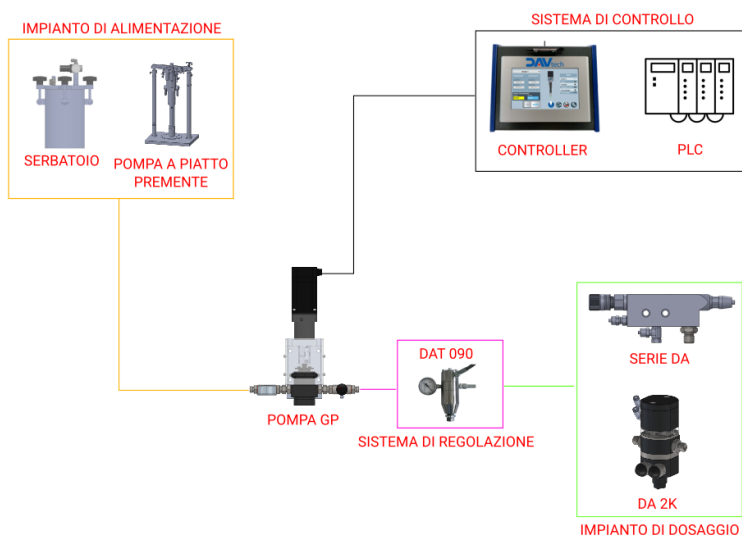 IMPIANTO DI ALIMENTAZIONE
SERBATOIO
POMPA A PIATTO
PREMENTE
SISTEMA DI CONTROLLO
DAVtech
CONTROLLER
PLC
POMPA GP
DAT 090
SISTEMA DI REGOLAZIONE
SERIE DA
DA 2K
IMPIANTO DI DOSAGGIO